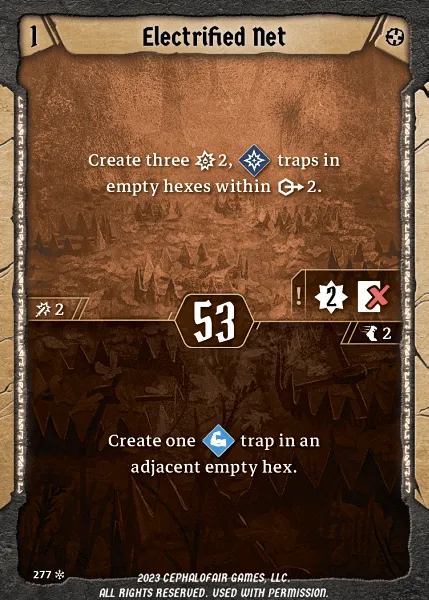 1
Electrified Net
Create three 2, traps in
empty hexes within 2.
! 2
2
53
2
Create one trap in an
adjacent empty hex.
277
2023 CEPHALOFAIR GAMES, LLC.
ALL RIGHTS RESERVED. USED WITH PERMISSION.